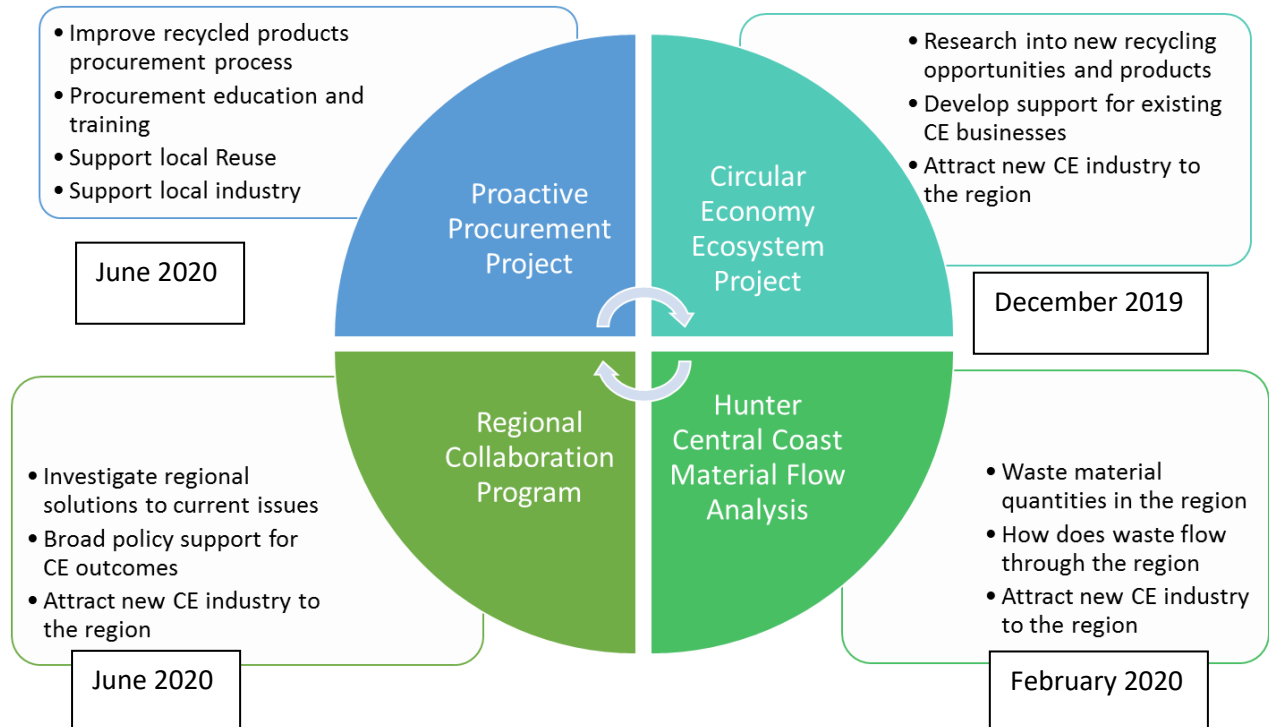 • Improve recycled products
procurement process
• Procurement education and
training
• Support local Reuse
• Support local industry
June 2020
Proactive
Procurement
Project
Circular
Economy
Ecosystem
Project
• Research into new recycling
opportunities and products
• Develop support for existing
CE businesses
• Attract new CE industry to
the region
December 2019
• Investigate regional
solutions to current issues
• Broad policy support for
CE outcomes
• Attract new CE industry to
the region
June 2020
Regional
Collaboration
Program
Hunter
Central Coast
Material Flow
Analysis
• Waste material
quantities in the region
• How does waste flow
through the region
• Attract new CE industry
to the region
February 2020